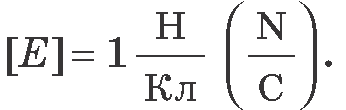 [E] = 1 Н/Кл (N/C).